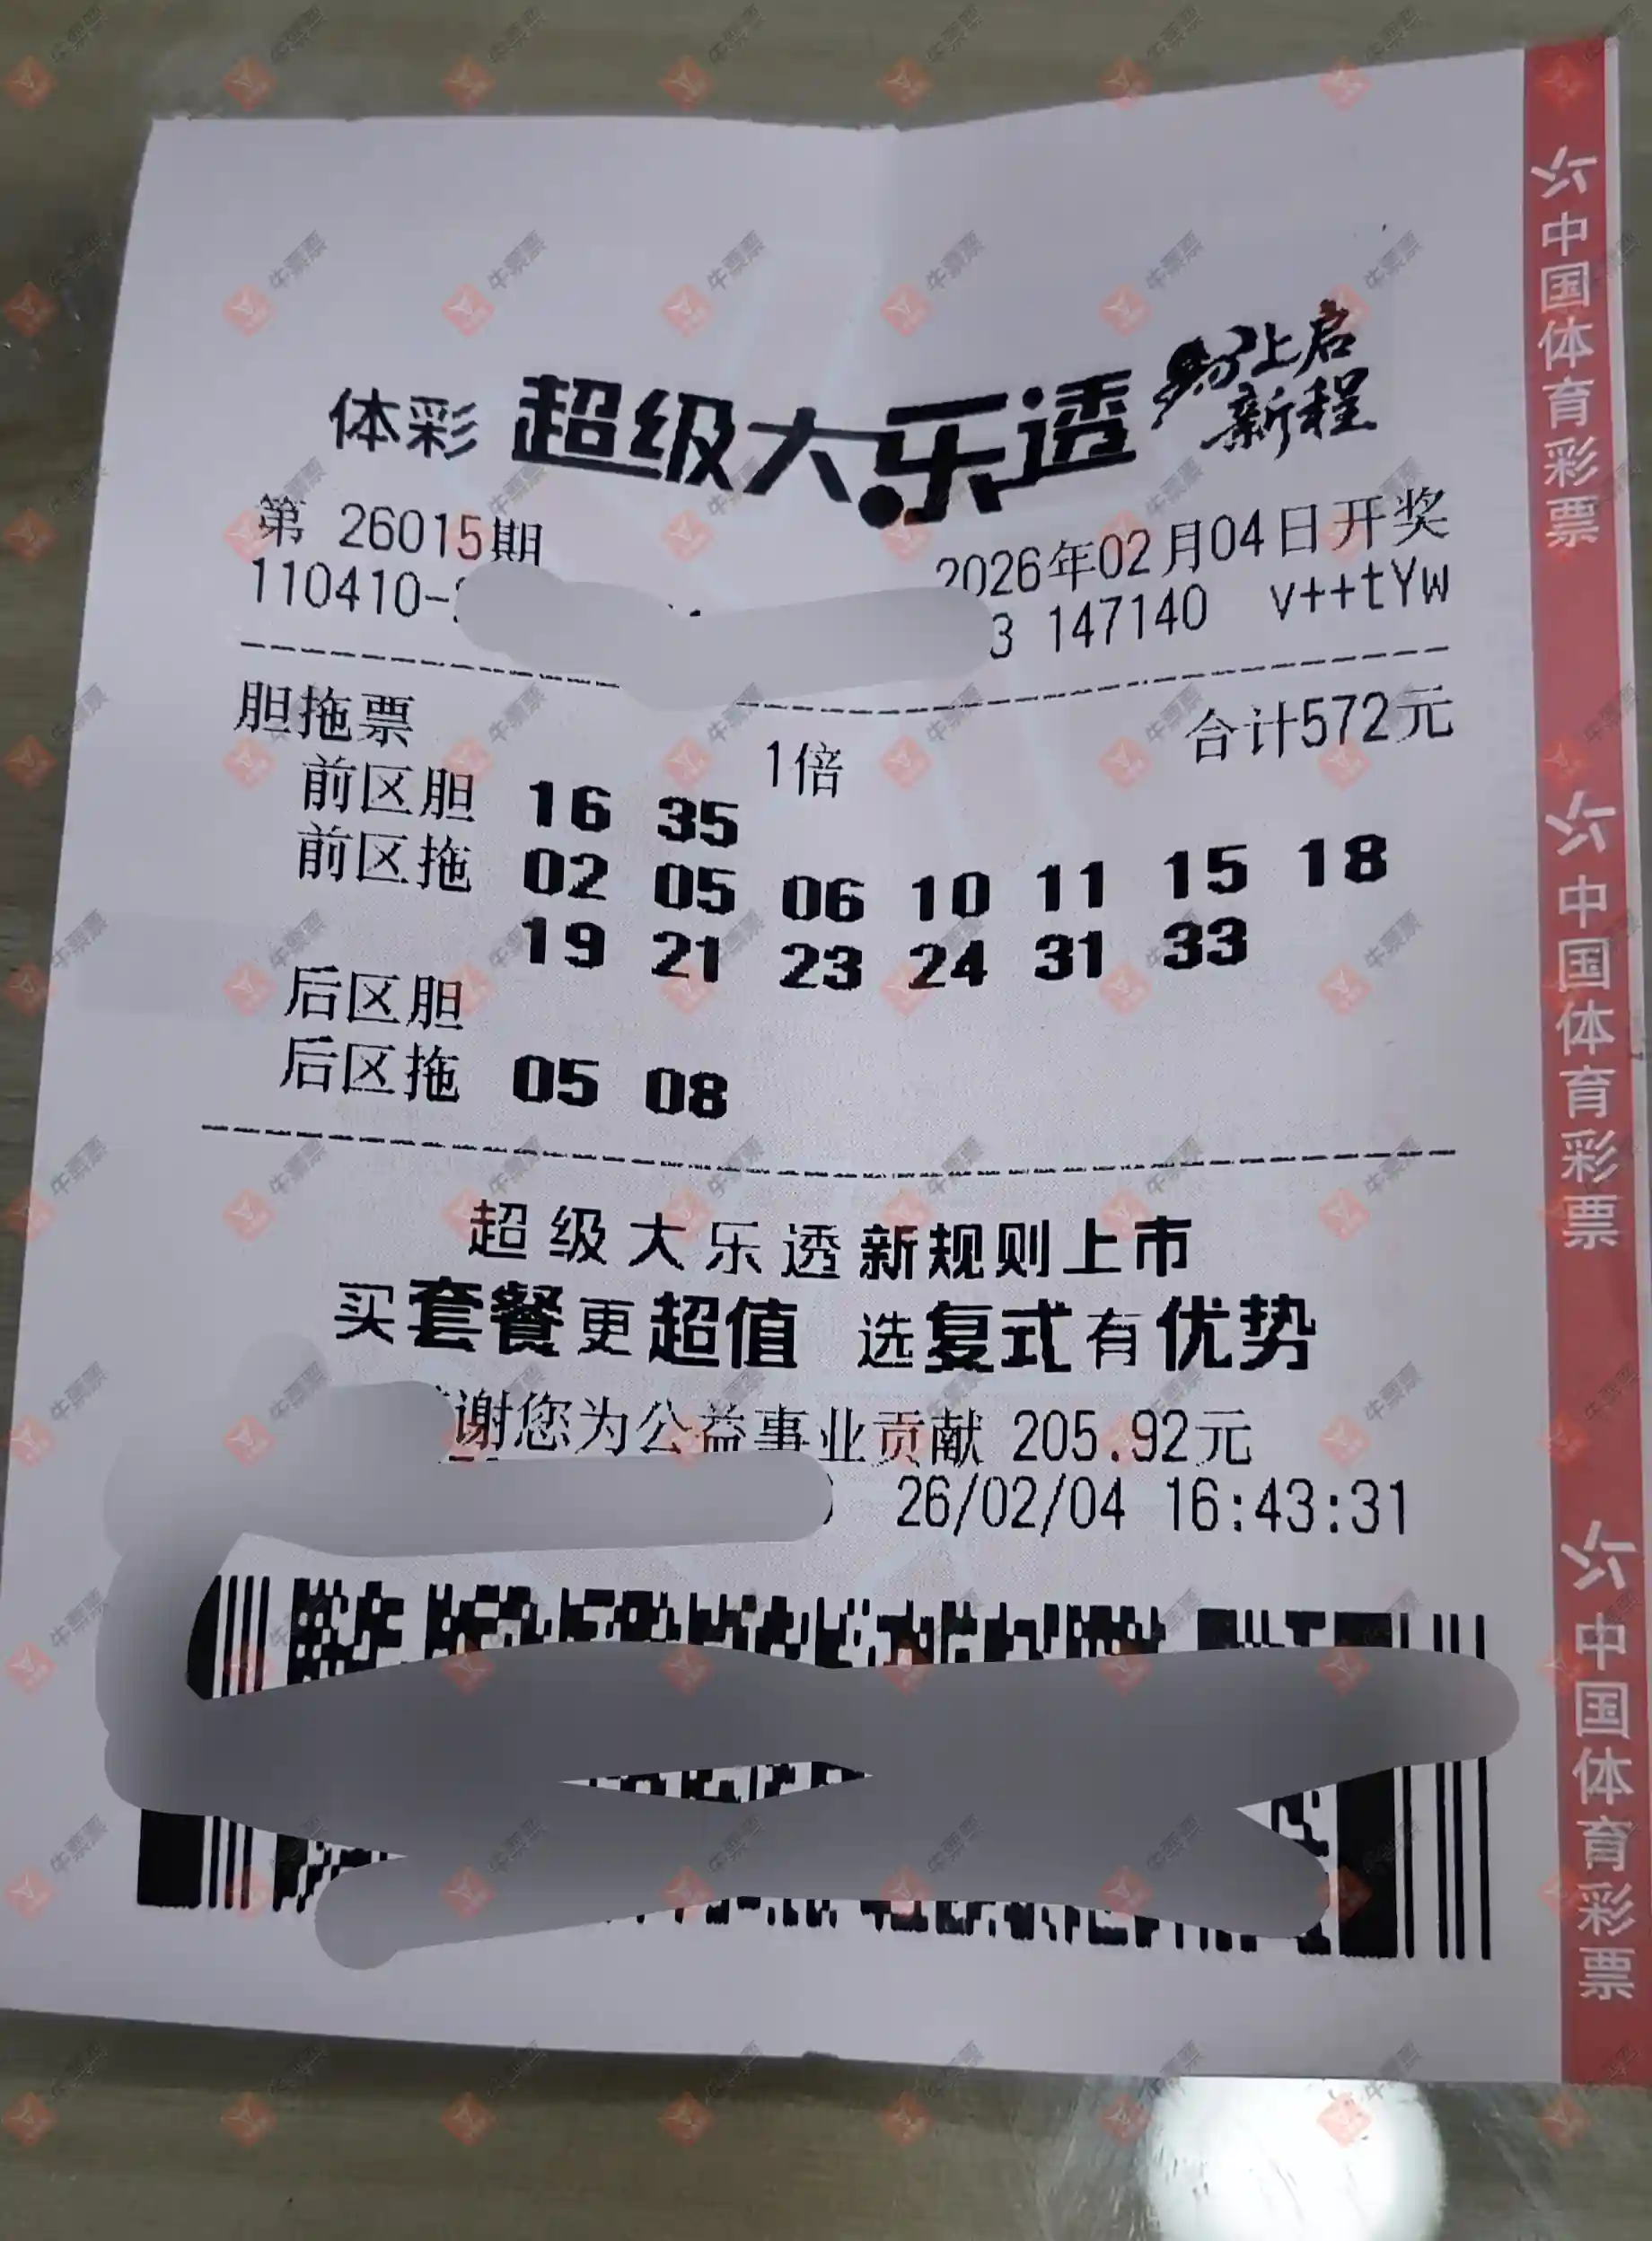 体彩 超级大乐透 马上启新程
第 26015期 2026年02月04日开奖
110410- 3 147140 v++tYw
胆拖票 1倍 合计572元
前区胆 16 35
前区拖 02 05 06 10 11 15 18
19 21 23 24 31 33
后区胆
后区拖 05 08
超级大乐透新规则上市
买套餐更超值 选复式有优势
谢您为公益事业贡献 205.92元
26/02/04 16:43:31
中国体育彩票
中国体育彩票
中国体育彩票
牛票票